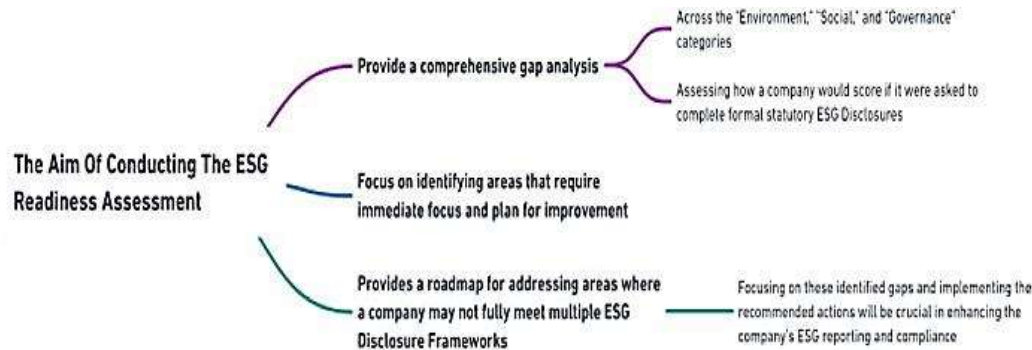 The Aim Of Conducting The ESG
Readiness Assessment
Provide a comprehensive gap analysis
Across the "Environment," "Social," and "Governance"
categories
Assessing how a company would score if it were asked to
complete formal statutory ESG Disclosures
Focus on identifying areas that require
immediate focus and plan for improvement
Provides a roadmap for addressing areas where
a company may not fully meet multiple ESG
Disclosure Frameworks
Focusing on these identified gaps and implementing the
recommended actions will be crucial in enhancing the
company's ESG reporting and compliance